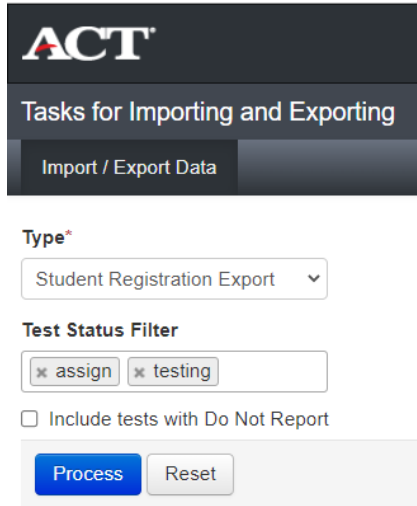 ACT
Tasks for Importing and Exporting
Import / Export Data
Type*
Student Registration Export
Test Status Filter
× assign × testing
Include tests with Do Not Report
Process Reset